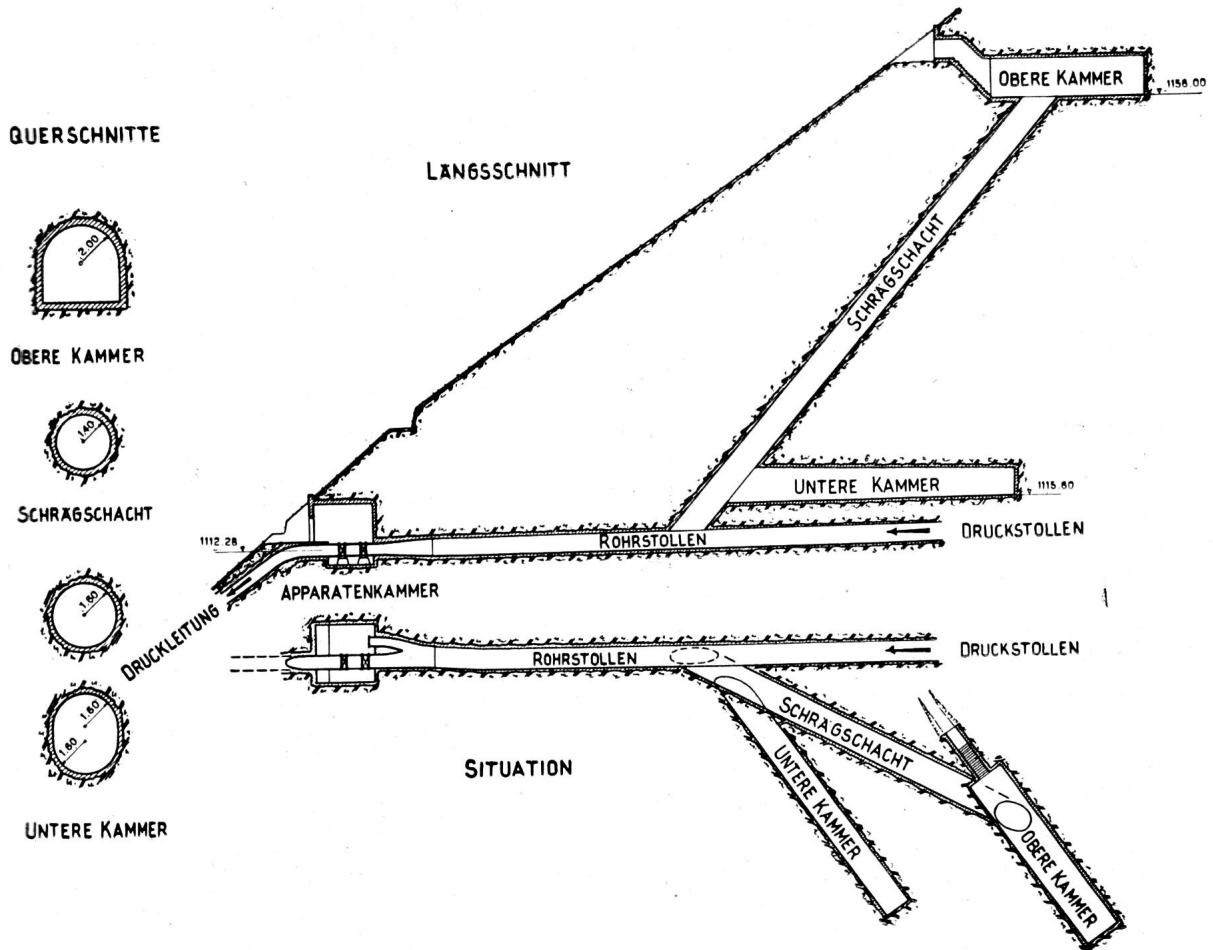 QUERSCHNITTE
2.00
OBERE KAMMER
1.40
SCHRÄGSCHACHT
1.60
1.60
1.60
UNTERE KAMMER
LÄNGSSCHNITT
OBERE KAMMER
1156.00
SCHRÄGSCHACHT
UNTERE KAMMER
1115.60
1112.28
ROHRSTOLLEN
DRUCKSTOLLEN
APPARATENKAMMER
DRUCKLEITUNG
ROHRSTOLLEN
DRUCKSTOLLEN
SCHRÄGSCHACHT
UNTERE KAMMER
OBERE KAMMER
SITUATION